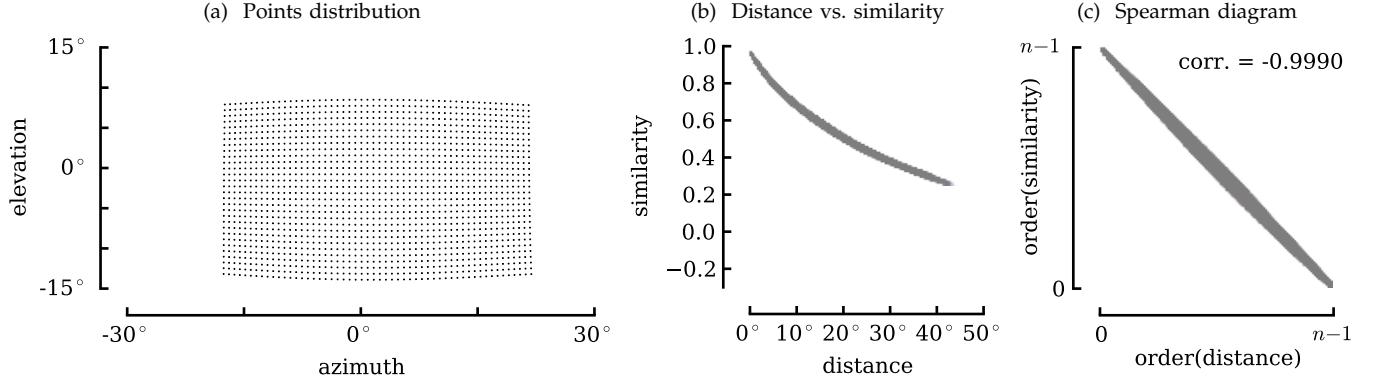 (a) Points distribution
15°
0°
-15°
elevation
-30°
0°
30°
azimuth
(b) Distance vs. similarity
1.0
0.8
0.6
0.4
0.2
0.0
−0.2
similarity
0° 10° 20° 30° 40° 50°
distance
(c) Spearman diagram
n−1
corr. = -0.9990
0
order(similarity)
0
n−1
order(distance)